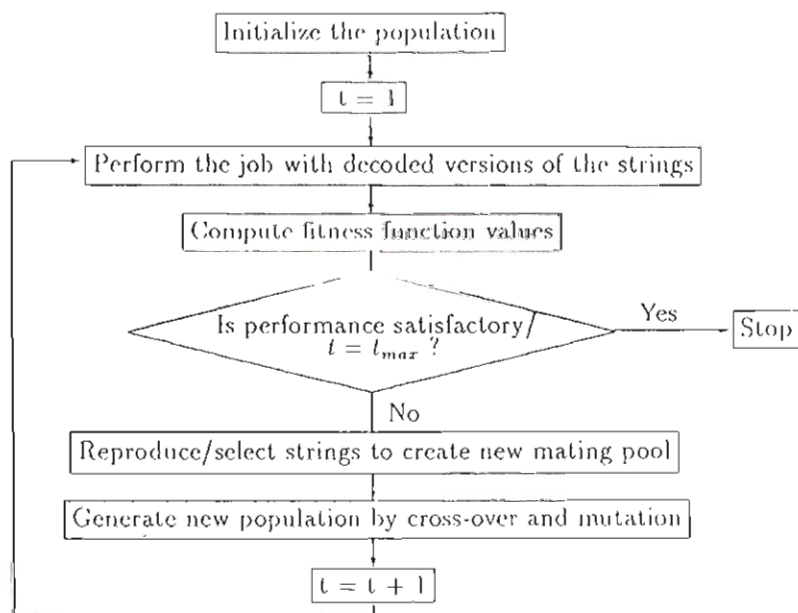 Initialize the population
t = 1
Perform the job with decoded versions of the strings
Compute fitness function values
Is performance satisfactory/
t = t_max ?
Yes
Stop
No
Reproduce/select strings to create new mating pool
Generate new population by cross-over and mutation
t = t + 1